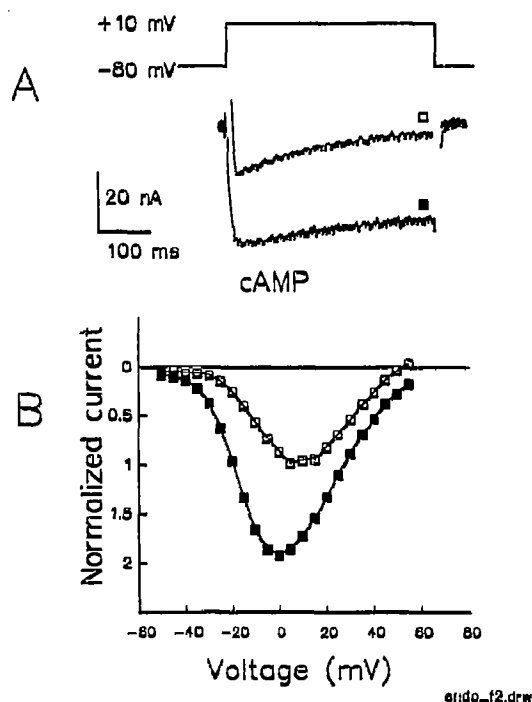 +10 mV
-80 mV
A
20 nA
100 ms
cAMP
B
Normalized current
0
0.5
1
1.5
2
-60 -40 -20 0 20 40 60 80
Voltage (mV)
endo_f2.drw